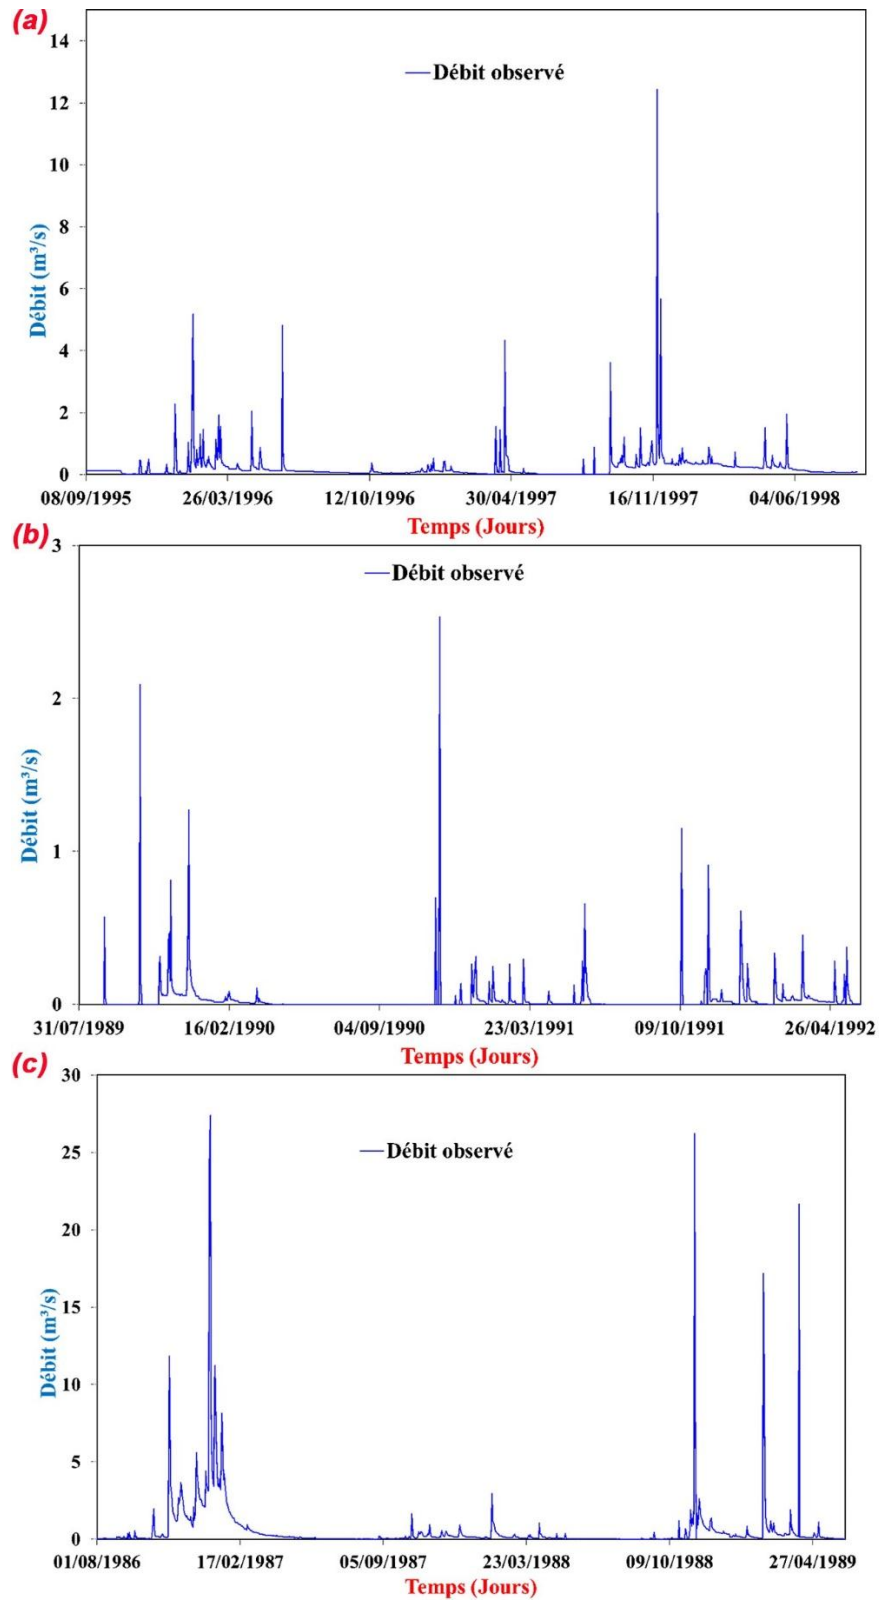 (a)
14
12
10
8
6
4
2
0
Débit (m³/s)
Débit observé
08/09/1995 26/03/1996 12/10/1996 30/04/1997 16/11/1997 04/06/1998
Temps (Jours)
(b)
3
2
1
0
Débit (m³/s)
Débit observé
31/07/1989 16/02/1990 04/09/1990 23/03/1991 09/10/1991 26/04/1992
Temps (Jours)
(c)
30
25
20
15
10
5
0
Débit (m³/s)
Débit observé
01/08/1986 17/02/1987 05/09/1987 23/03/1988 09/10/1988 27/04/1989
Temps (Jours)